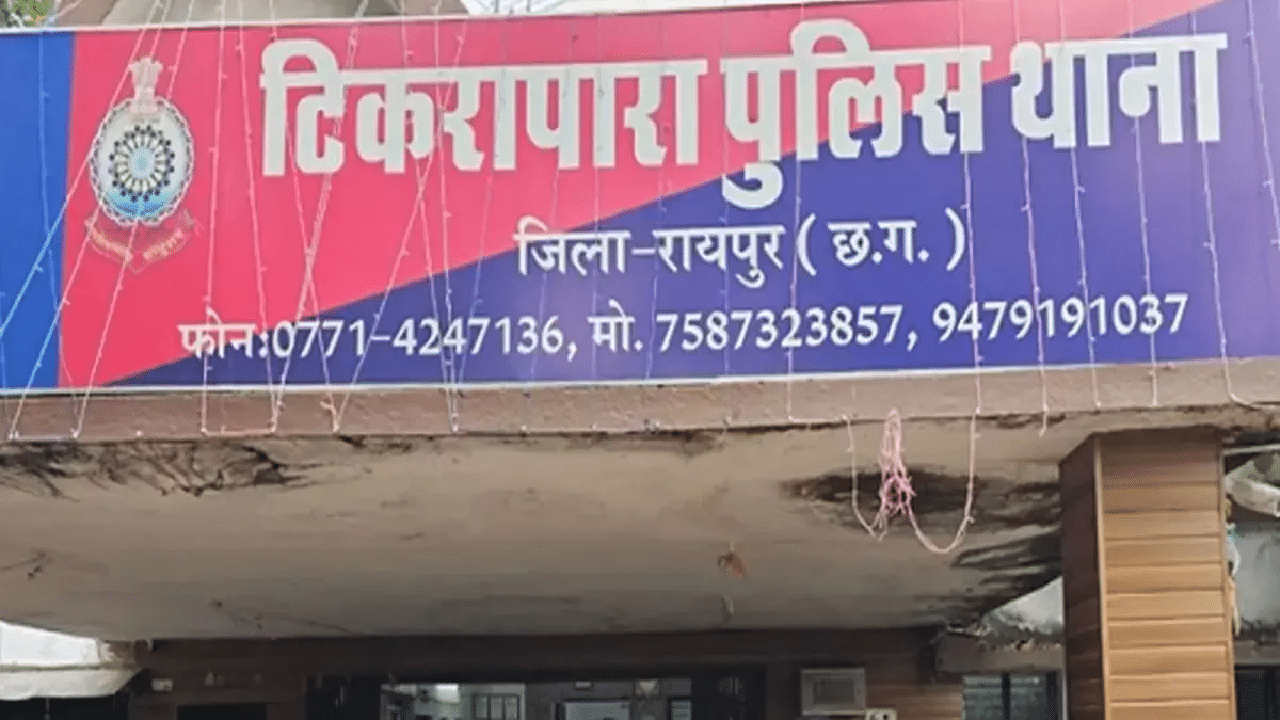 टिकरापारा पुलिस थाना
जिला-रायपुर ( छ.ग. )
फोन:0771-4247136, मो. 7587323857, 9479191037